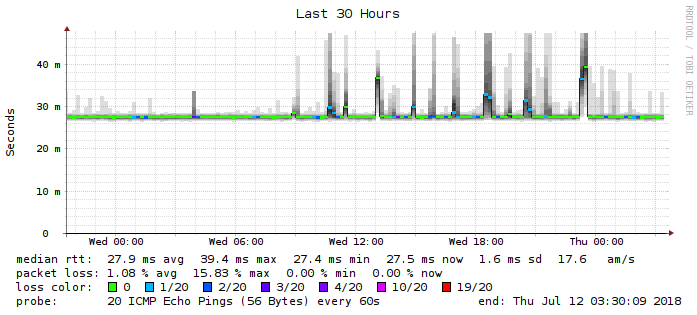 Last 30 Hours
RRDTOOL / TOBI OETIKER
Seconds
40 m
30 m
20 m
10 m
0
Wed 00:00 Wed 06:00 Wed 12:00 Wed 18:00 Thu 00:00
median rtt: 27.9 ms avg 39.4 ms max 27.4 ms min 27.5 ms now 1.6 ms sd 17.6 am/s
packet loss: 1.08 % avg 15.83 % max 0.00 % min 0.00 % now
loss color: 0 1/20 2/20 3/20 4/20 10/20 19/20
probe: 20 ICMP Echo Pings (56 Bytes) every 60s end: Thu Jul 12 03:30:09 2018